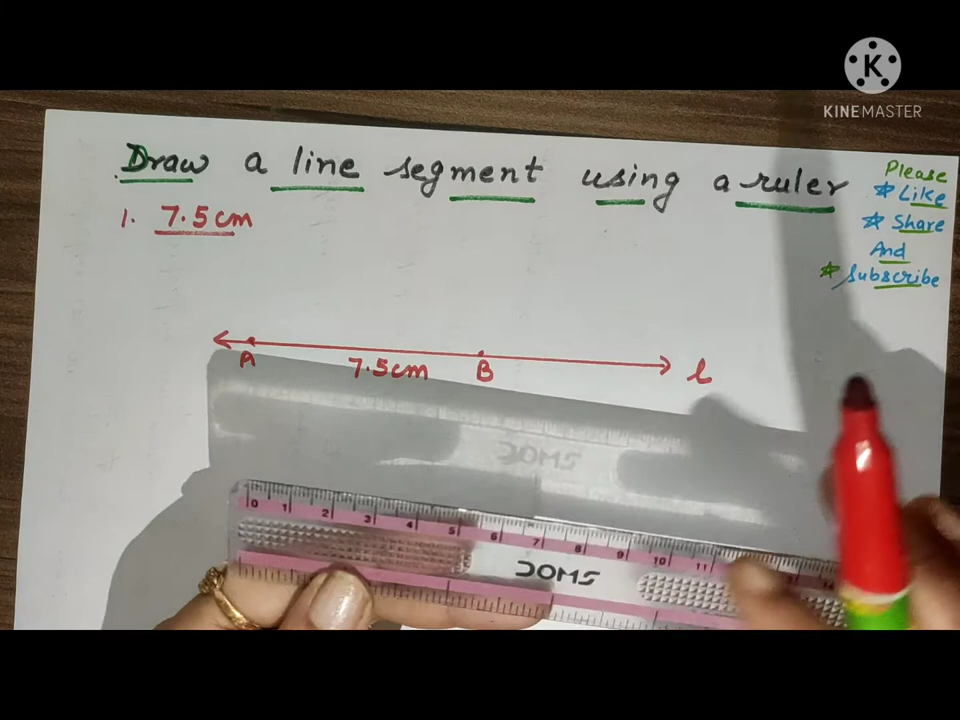 KINEMASTER
Draw a line segment using a ruler
1. 7.5cm
Please
Like
Share
And
Subscribe
A 7.5cm B l
0 1 2 3 4 5 6 7 8 9 10 11
DOMS